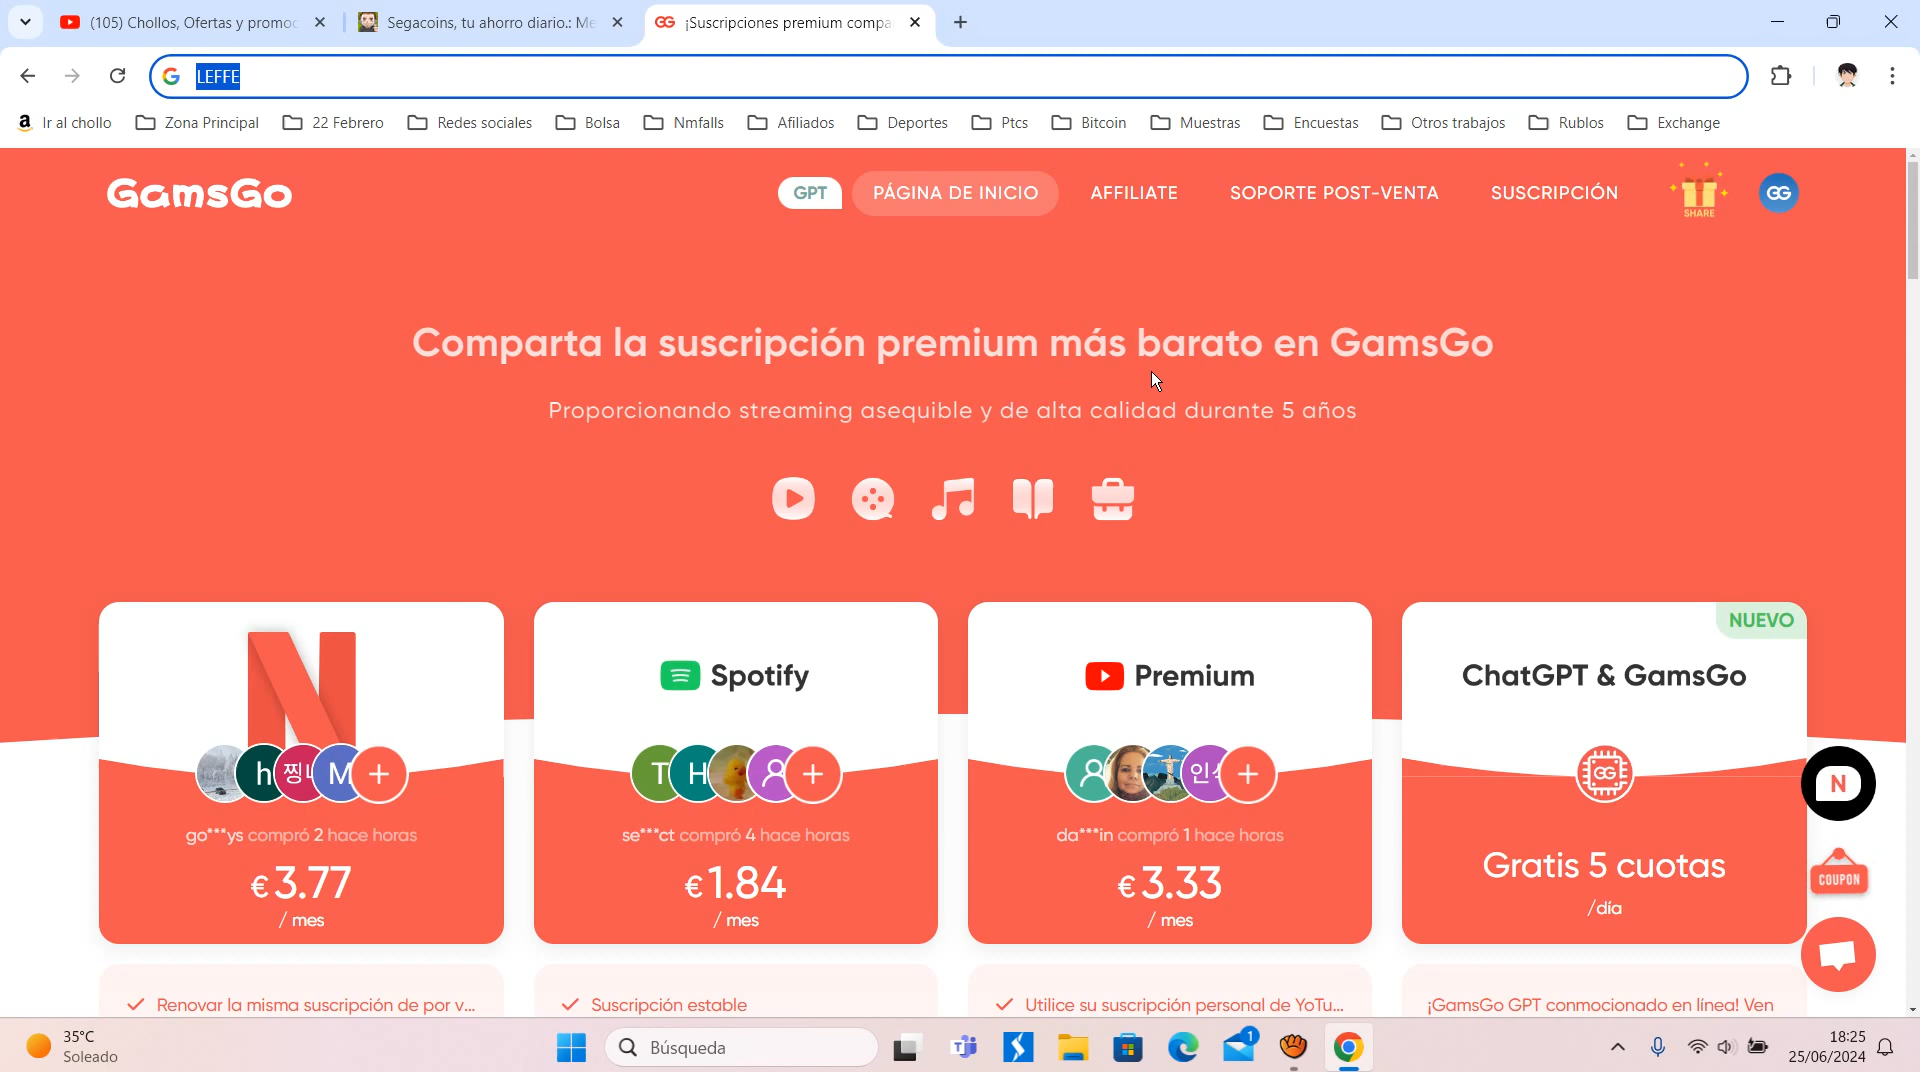 (105) Chollos, Ofertas y promoc
Segacoins, tu ahorro diario.: Me
¡Suscripciones premium compa
LEFFE
Ir al chollo
Zona Principal
22 Febrero
Redes sociales
Bolsa
Nmfalls
Afiliados
Deportes
Ptcs
Bitcoin
Muestras
Encuestas
Otros trabajos
Rublos
Exchange
GamsGo
GPT
PÁGINA DE INICIO
AFFILIATE
SOPORTE POST-VENTA
SUSCRIPCIÓN
SHARE
GG
Comparta la suscripción premium más barato en GamsGo
Proporcionando streaming asequible y de alta calidad durante 5 años
h
찡
M
go***ys compró 2 hace horas
€3.77
/ mes
Spotify
T
H
se***ct compró 4 hace horas
€1.84
/ mes
Premium
인
da***in compró 1 hace horas
€3.33
/ mes
NUEVO
ChatGPT & GamsGo
GG
Gratis 5 cuotas
/día
N
COUPON
Renovar la misma suscripción de por v...
Suscripción estable
Utilice su suscripción personal de YoTu...
¡GamsGo GPT conmocionado en línea! Ven
35°C
Soleado
Búsqueda
1
18:25
25/06/2024